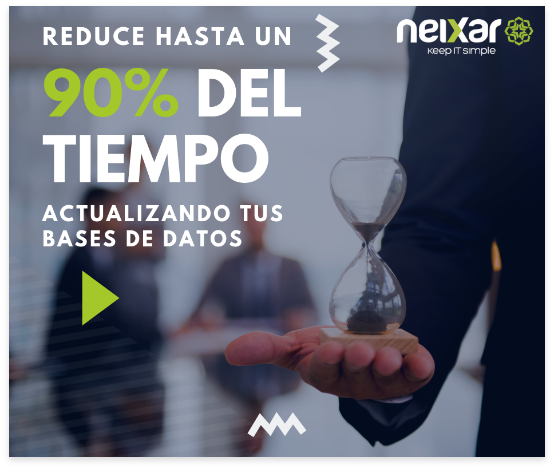 REDUCE HASTA UN
neixar
keep IT simple
90% DEL
TIEMPO
ACTUALIZANDO TUS
BASES DE DATOS